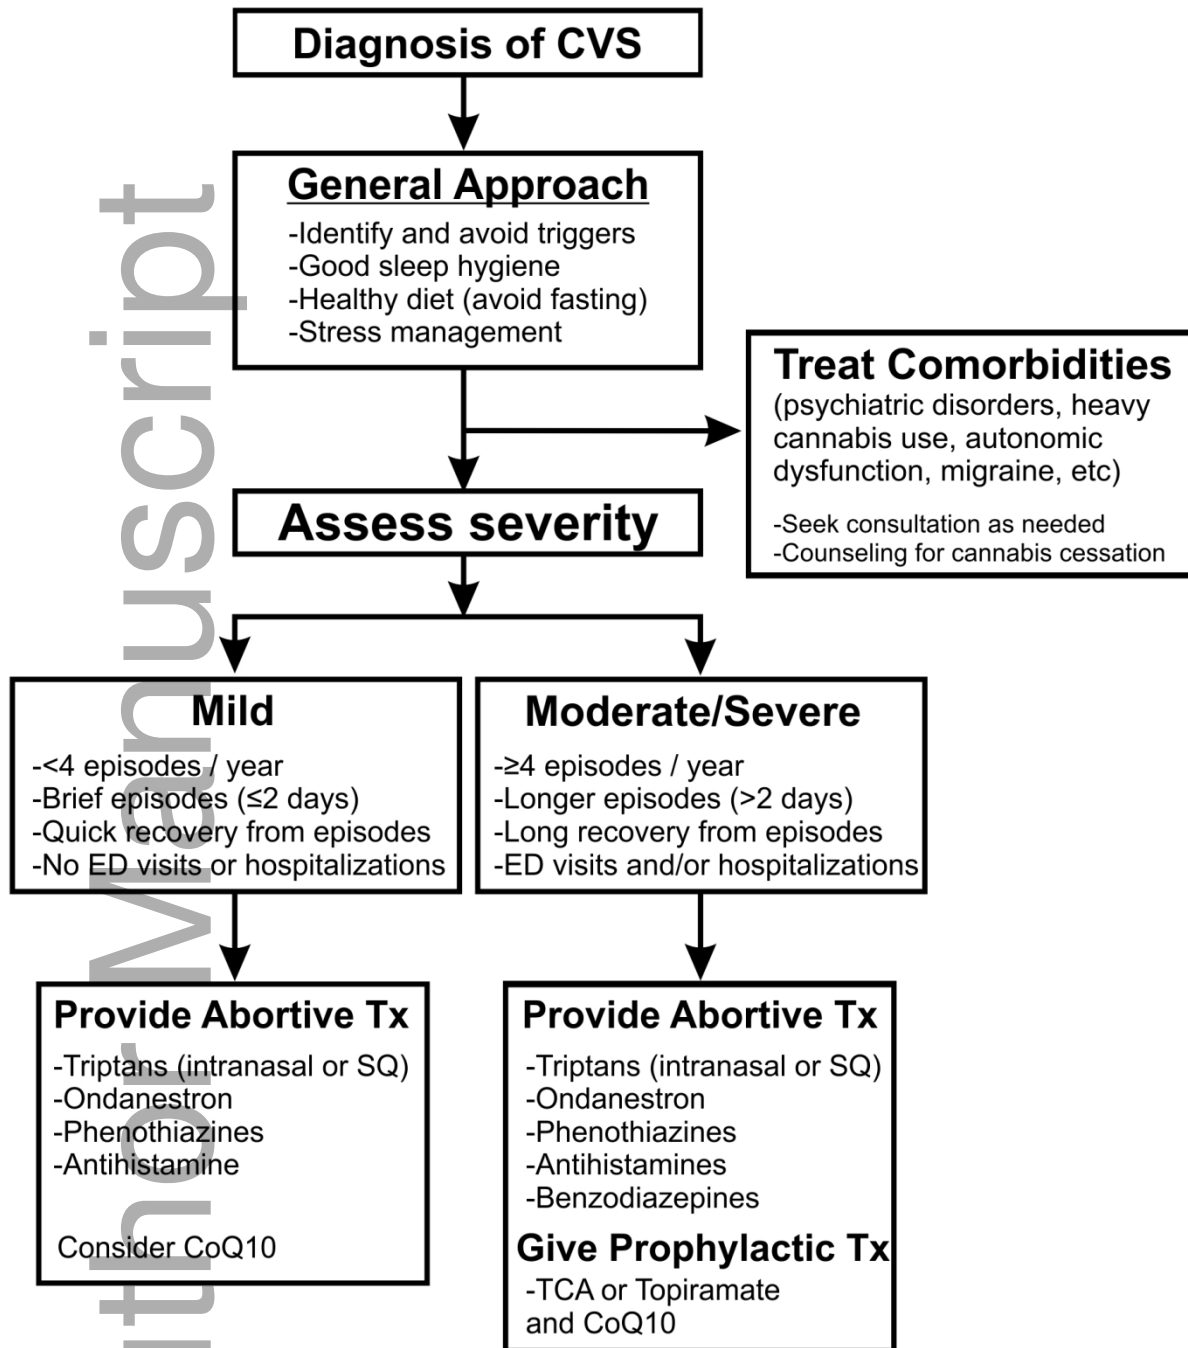 Diagnosis of CVS
General Approach
-Identify and avoid triggers
-Good sleep hygiene
-Healthy diet (avoid fasting)
-Stress management
Treat Comorbidities
(psychiatric disorders, heavy
cannabis use, autonomic
dysfunction, migraine, etc)
-Seek consultation as needed
-Counseling for cannabis cessation
Assess severity
Mild
-<4 episodes / year
-Brief episodes (≤2 days)
-Quick recovery from episodes
-No ED visits or hospitalizations
Moderate/Severe
-≥4 episodes / year
-Longer episodes (>2 days)
-Long recovery from episodes
-ED visits and/or hospitalizations
Provide Abortive Tx
-Triptans (intranasal or SQ)
-Ondanestron
-Phenothiazines
-Antihistamine
Consider CoQ10
Provide Abortive Tx
-Triptans (intranasal or SQ)
-Ondanestron
-Phenothiazines
-Antihistamines
-Benzodiazepines
Give Prophylactic Tx
-TCA or Topiramate
and CoQ10
uthor Manuscript